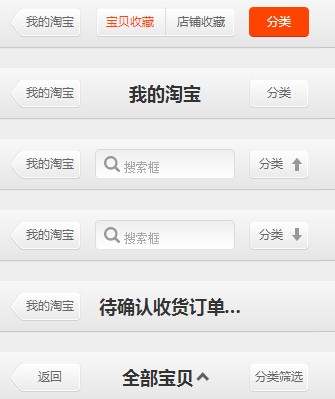 我的淘宝 宝贝收藏 店铺收藏 分类
我的淘宝 我的淘宝 分类
我的淘宝 搜索框 分类
我的淘宝 搜索框 分类
我的淘宝 待确认收货订单...
返回 全部宝贝 分类筛选